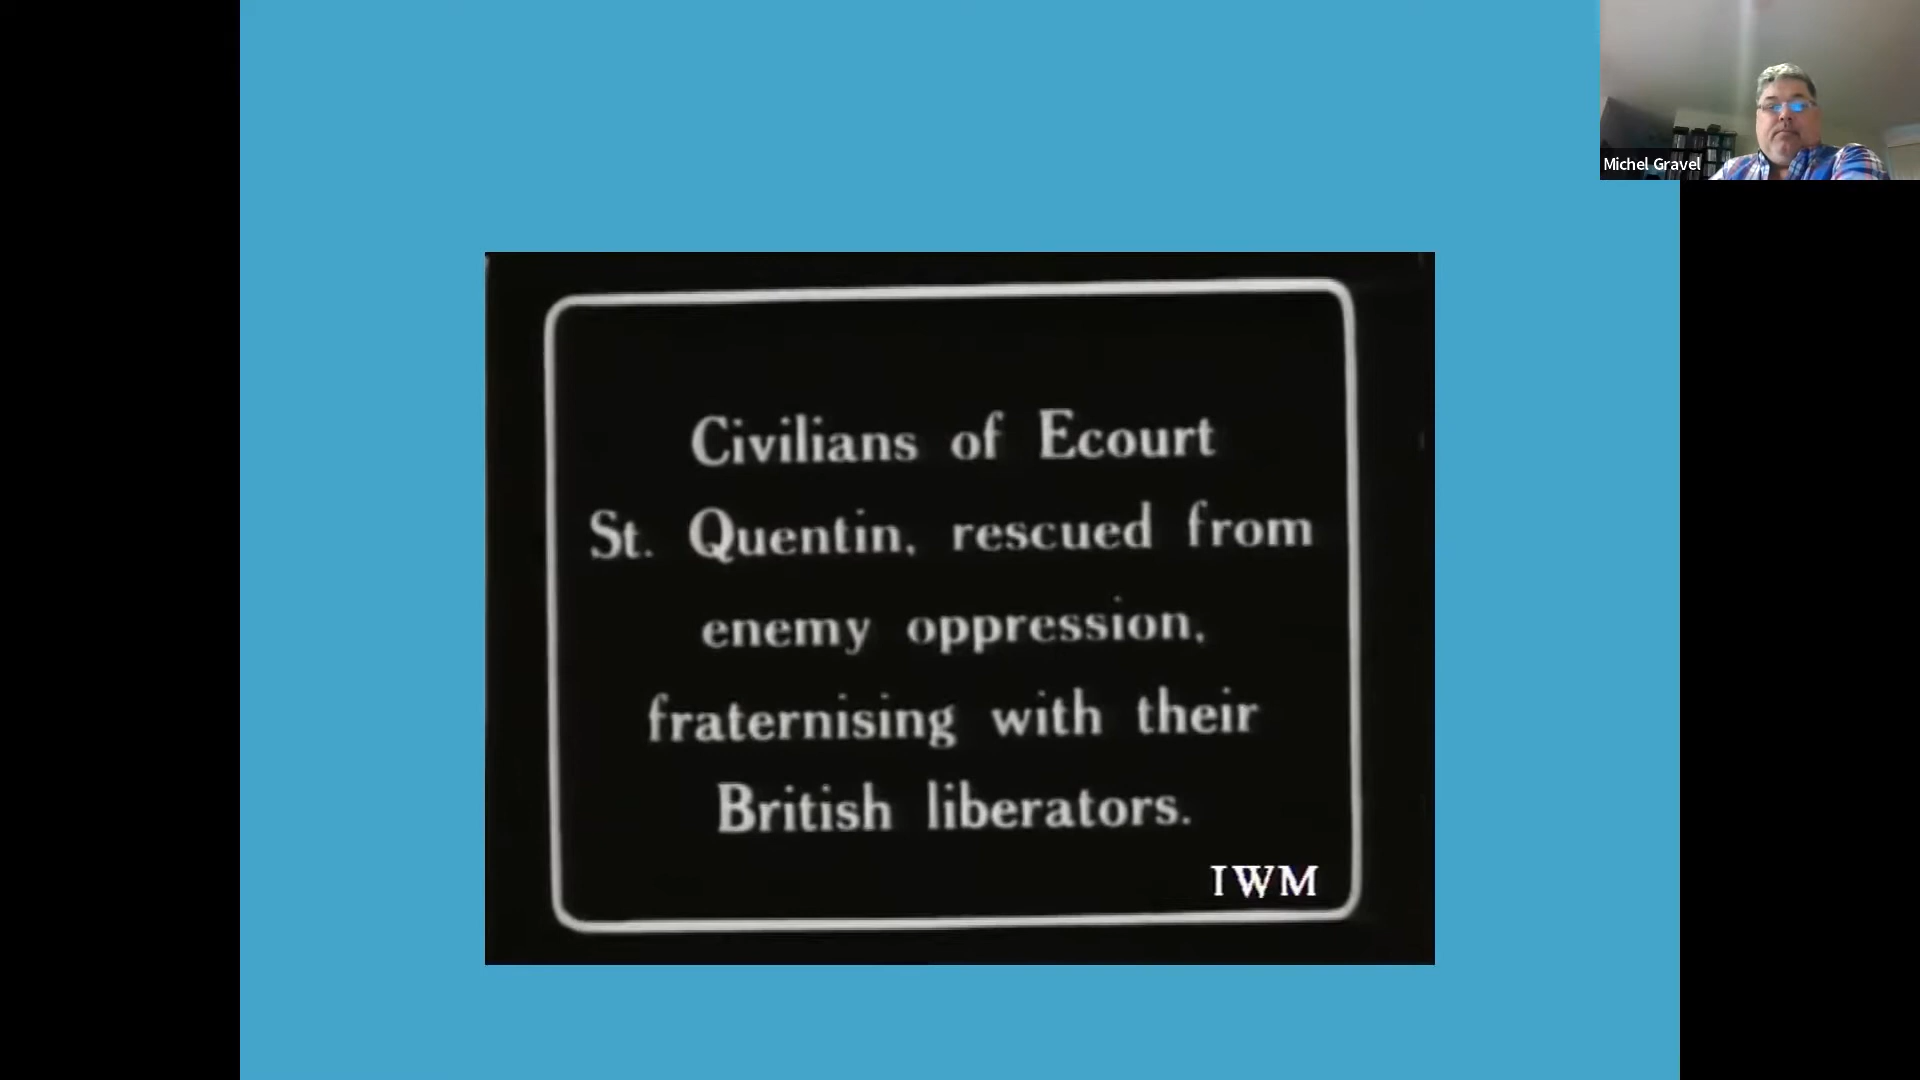 Michel Gravel
Civilians of Ecourt
St. Quentin, rescued from
enemy oppression,
fraternising with their
British liberators.
IWM